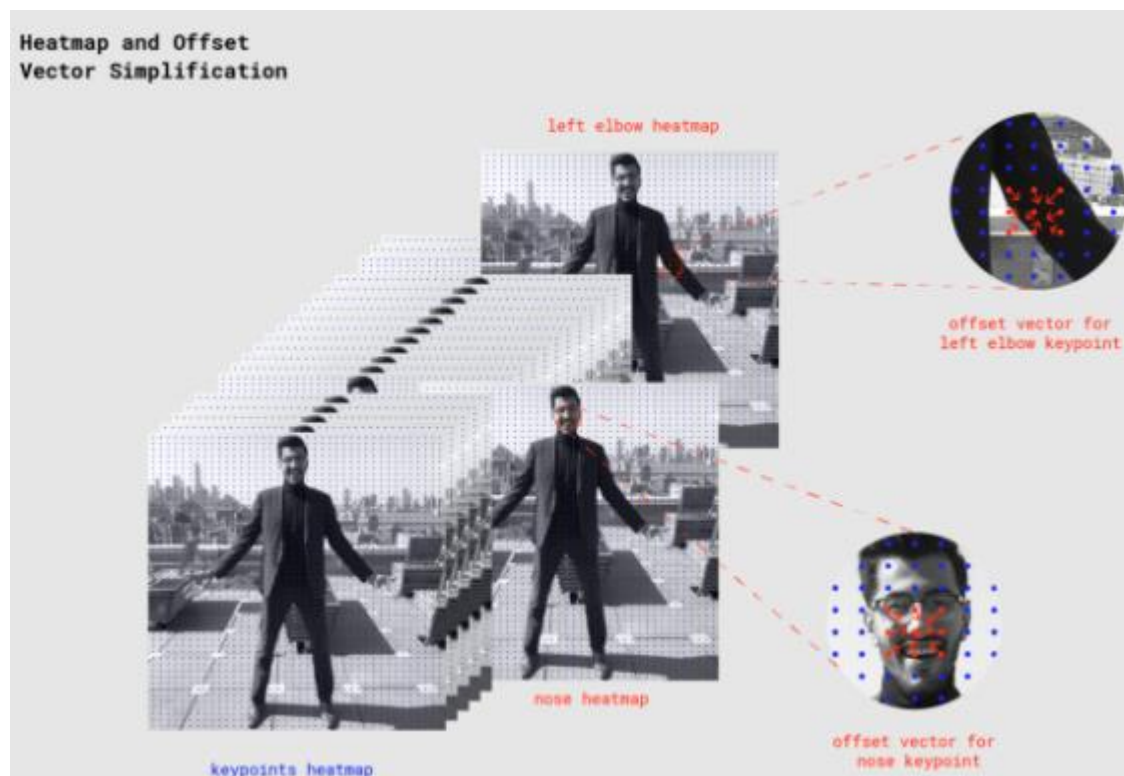 Heatmap and Offset
Vector Simplification
left elbow heatmap
offset vector for
left elbow keypoint
nose heatmap
offset vector for
nose keypoint
keypoints heatmap